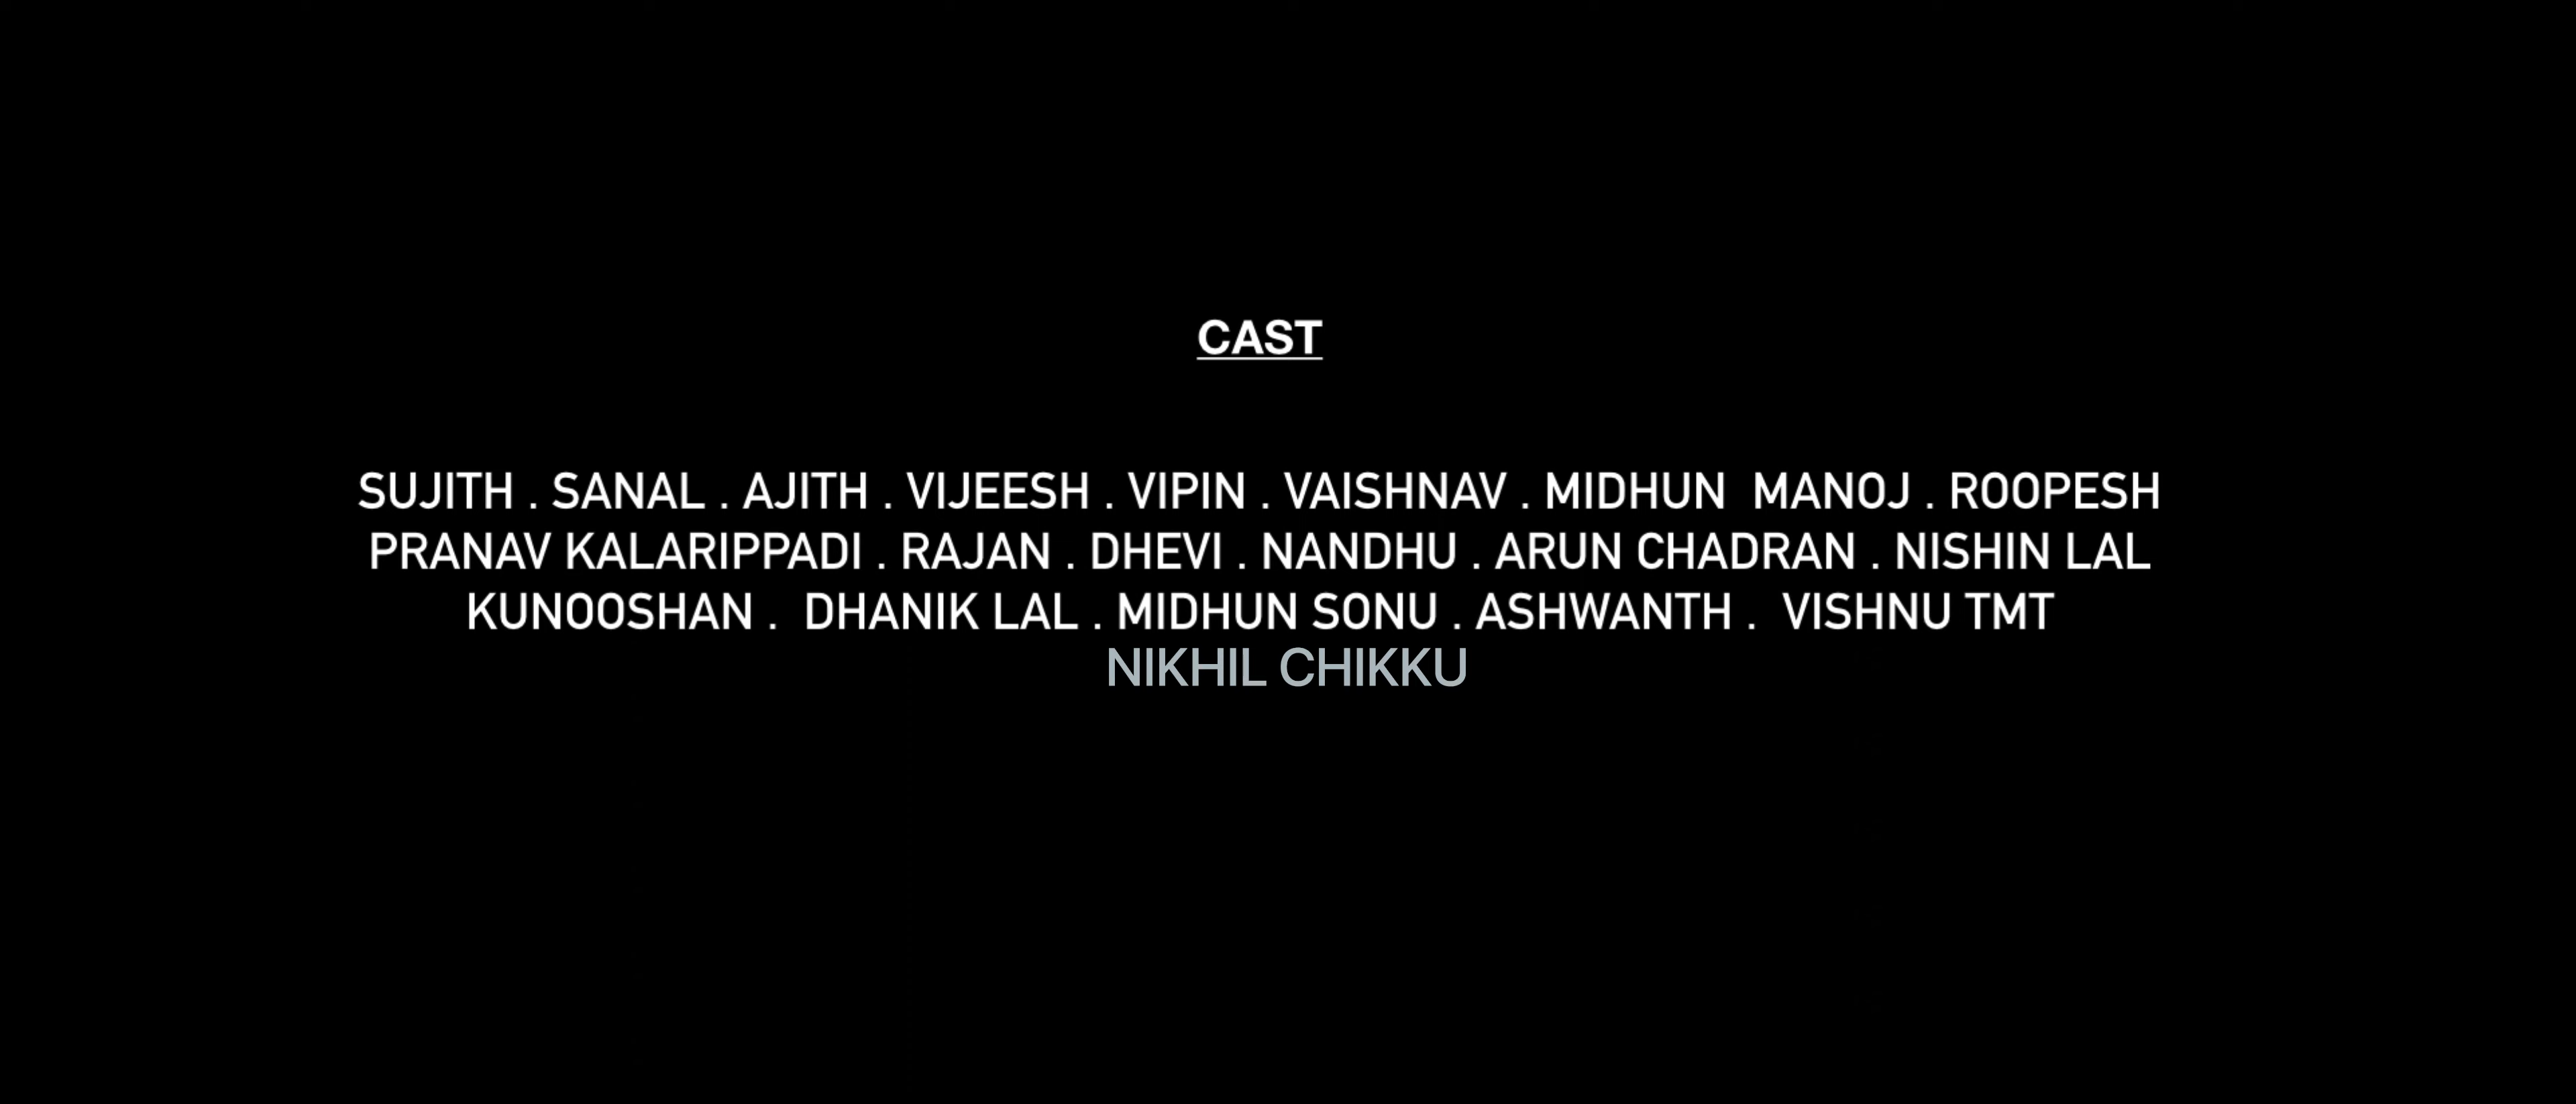 CAST
SUJITH . SANAL . AJITH . VIJEESH . VIPIN . VAISHNAV . MIDHUN  MANOJ . ROOPESH
PRANAV KALARIPPADI . RAJAN . DHEVI . NANDHU . ARUN CHADRAN . NISHIN LAL
KUNOOSHAN .  DHANIK LAL . MIDHUN SONU . ASHWANTH .  VISHNU TMT
NIKHIL CHIKKU